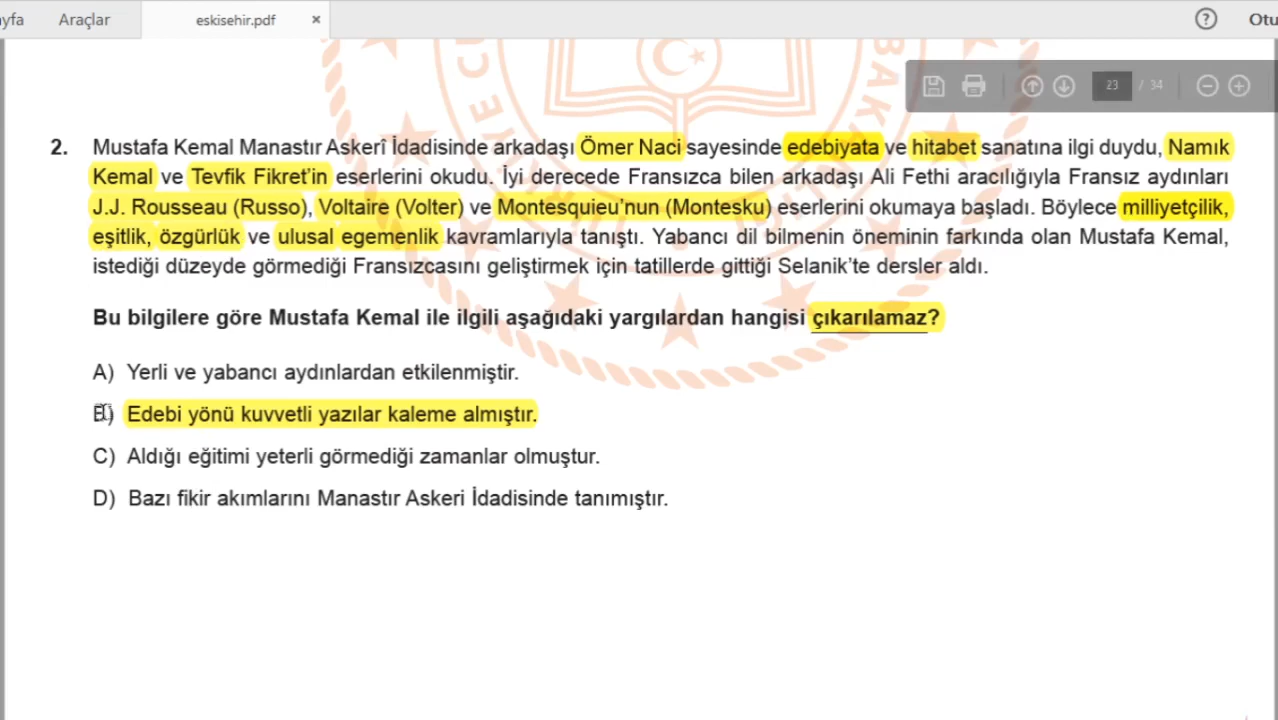 ayfa Araçlar eskisehir.pdf × ? Otu
23 / 34
2. Mustafa Kemal Manastır Askerî İdadisinde arkadaşı Ömer Naci sayesinde edebiyata ve hitabet sanatına ilgi duydu, Namık
Kemal ve Tevfik Fikret'in eserlerini okudu. İyi derecede Fransızca bilen arkadaşı Ali Fethi aracılığıyla Fransız aydınları
J.J. Rousseau (Russo), Voltaire (Volter) ve Montesquieu'nun (Montesku) eserlerini okumaya başladı. Böylece milliyetçilik,
eşitlik, özgürlük ve ulusal egemenlik kavramlarıyla tanıştı. Yabancı dil bilmenin öneminin farkında olan Mustafa Kemal,
istediği düzeyde görmediği Fransızcasını geliştirmek için tatillerde gittiği Selanik'te dersler aldı.
Bu bilgilere göre Mustafa Kemal ile ilgili aşağıdaki yargılardan hangisi çıkarılamaz?
A) Yerli ve yabancı aydınlardan etkilenmiştir.
B) Edebi yönü kuvvetli yazılar kaleme almıştır.
C) Aldığı eğitimi yeterli görmediği zamanlar olmuştur.
D) Bazı fikir akımlarını Manastır Askeri İdadisinde tanımıştır.